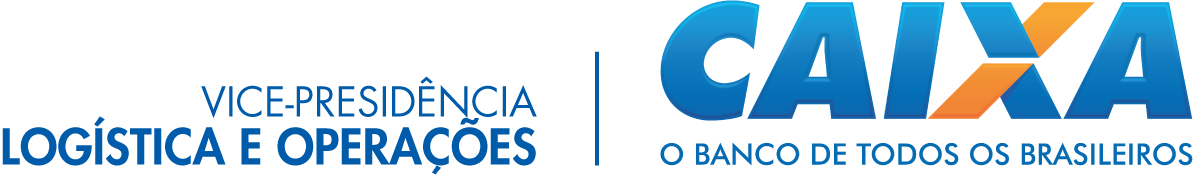 VICE-PRESIDÊNCIA
LOGÍSTICA E OPERAÇÕES
CAIXA
O BANCO DE TODOS OS BRASILEIROS